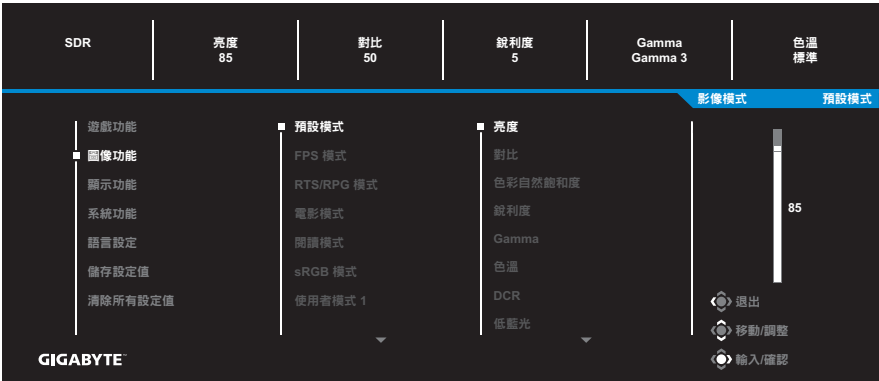 SDR
亮度
85
對比
50
銳利度
5
Gamma
Gamma 3
色溫
標準
影像模式
預設模式
遊戲功能
圖像功能
顯示功能
系統功能
語言設定
儲存設定值
清除所有設定值
預設模式
FPS 模式
RTS/RPG 模式
電影模式
閱讀模式
sRGB 模式
使用者模式 1
亮度
對比
色彩自然飽和度
銳利度
Gamma
色溫
DCR
低藍光
85
退出
移動/調整
輸入/確認
GIGABYTE™